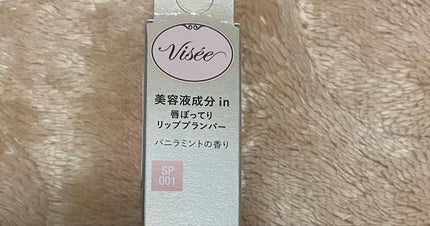 Visée
美容液成分 in
唇ぽってり
リッププランパー
バニラミントの香り
SP
001